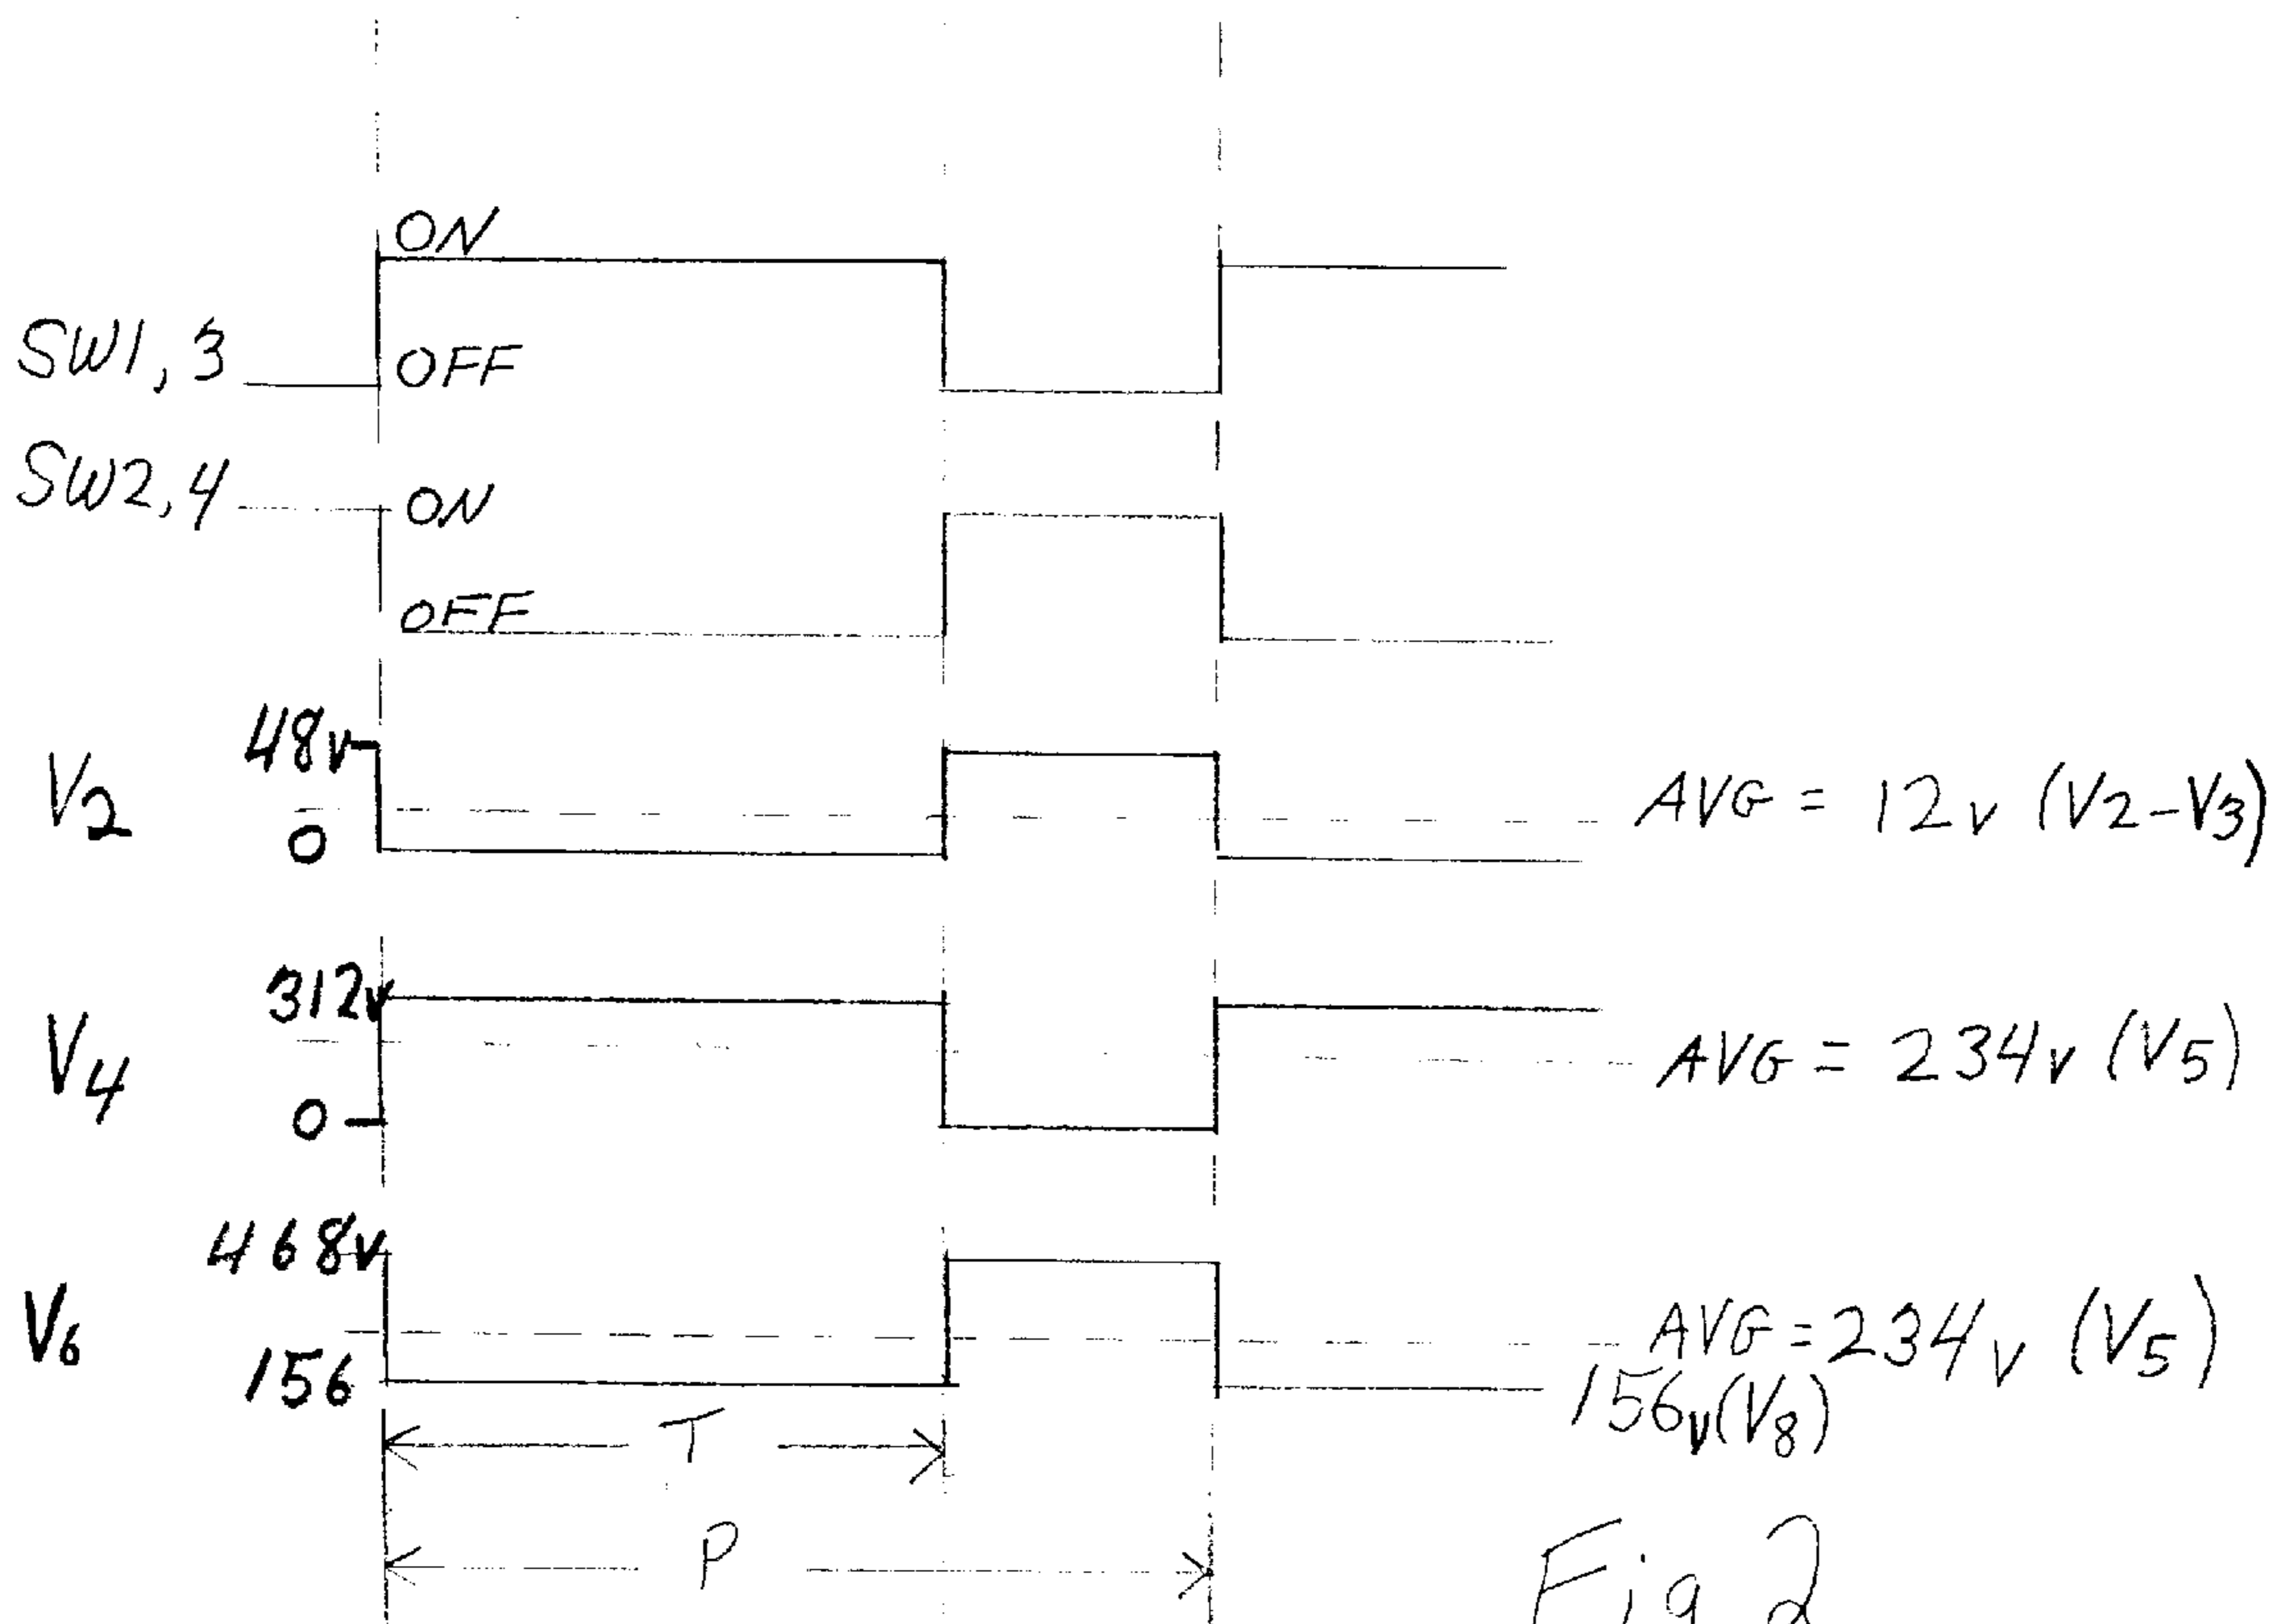 ON
SW1,3
OFF
SW2,4
ON
OFF
V2
48v
0
AVG = 12v (V2-V3)
V4
312v
0
AVG = 234v (V5)
V6
468v
156
AVG = 234v (V5)
156v(V8)
T
P
Fig 2